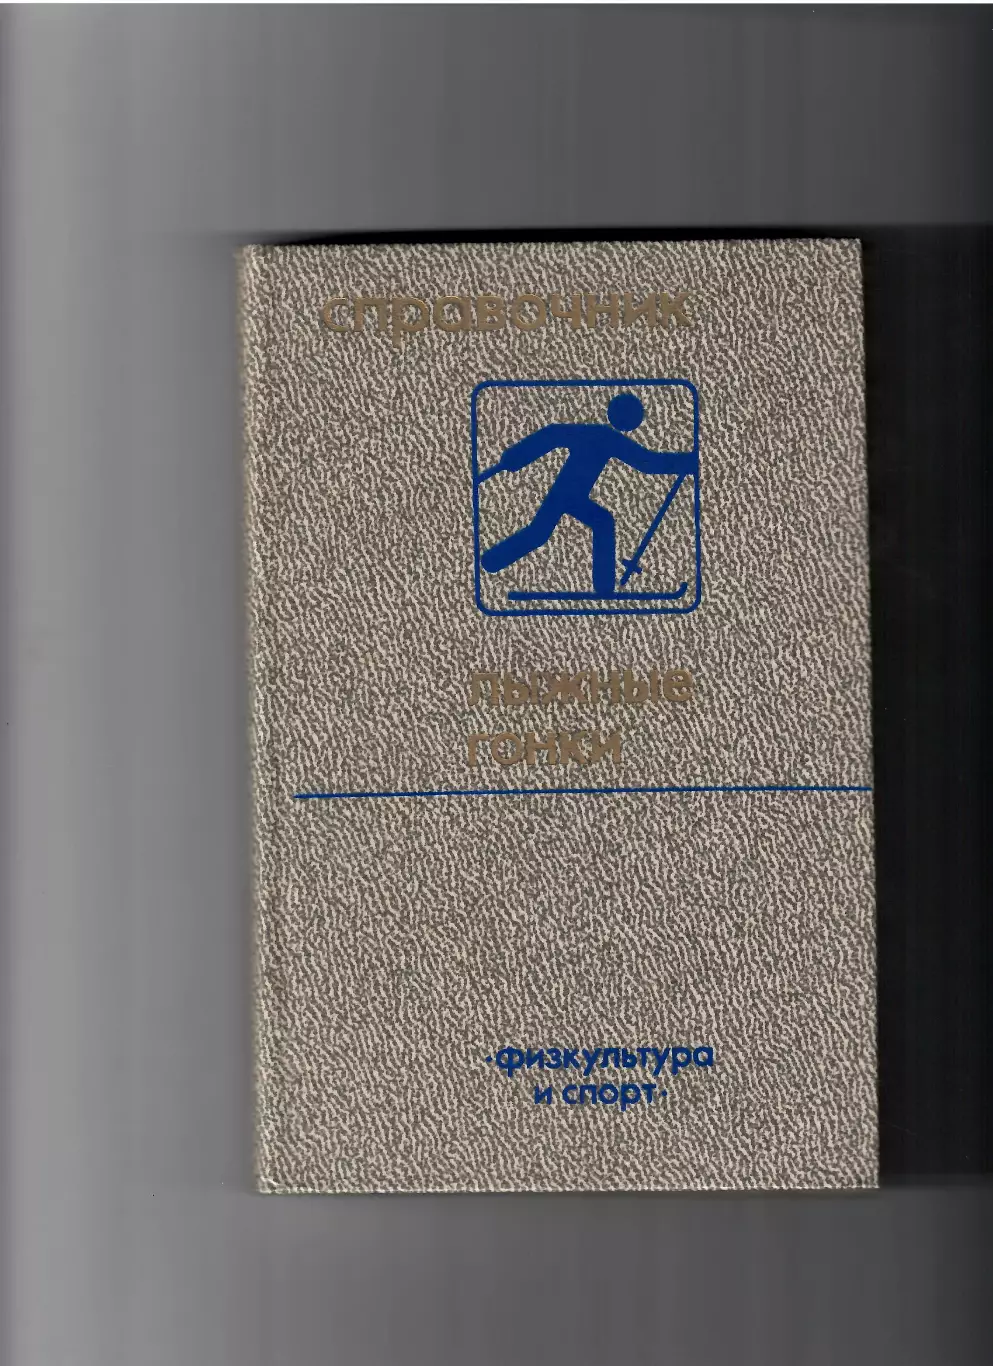 справочник
лыжные
гонки
·физкультура
и спорт·